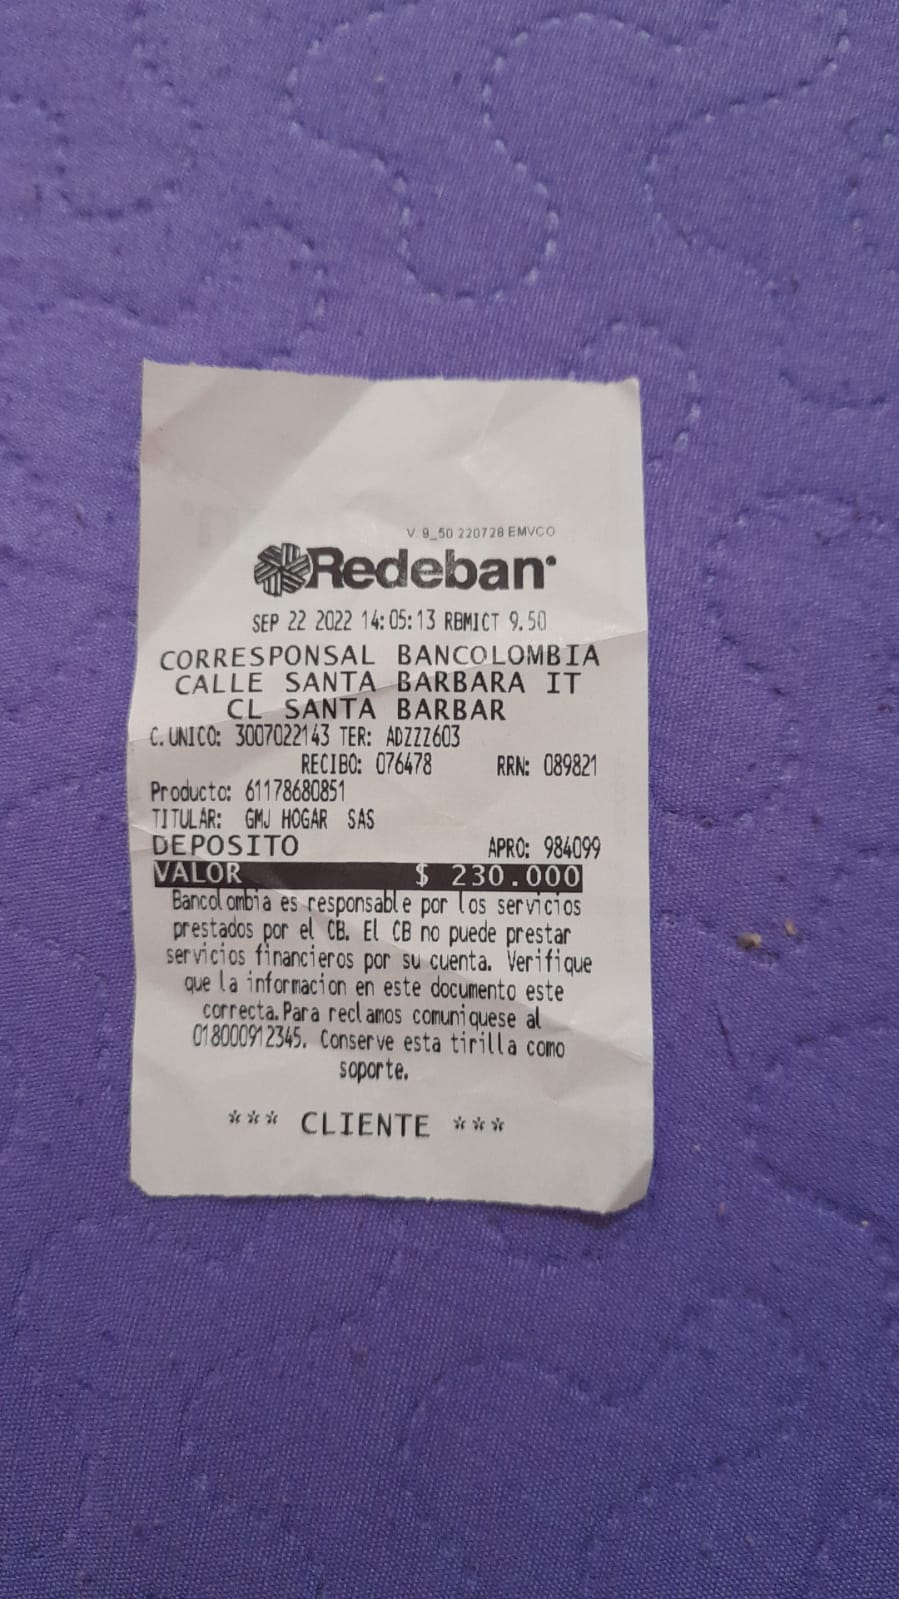 V. 9_50 220728 EMVCO
Redeban
SEP 22 2022 14:05:13 RBMICT 9.50
CORRESPONSAL BANCOLOMBIA
CALLE SANTA BARBARA IT
CL SANTA BARBAR
C. UNICO: 3007022143 TER: ADZZZ603
RECIBO: 076478 RRN: 089821
Producto: 61178680851
TITULAR: GMJ HOGAR SAS
DEPOSITO APRO: 984099
VALOR $ 230.000
Bancolombia es responsable por los servicios
prestados por el CB. El CB no puede prestar
servicios financieros por su cuenta. Verifique
que la informacion en este documento este
correcta.Para reclamos comuniquese al
018000912345. Conserve esta tirilla como
soporte.
*** CLIENTE ***